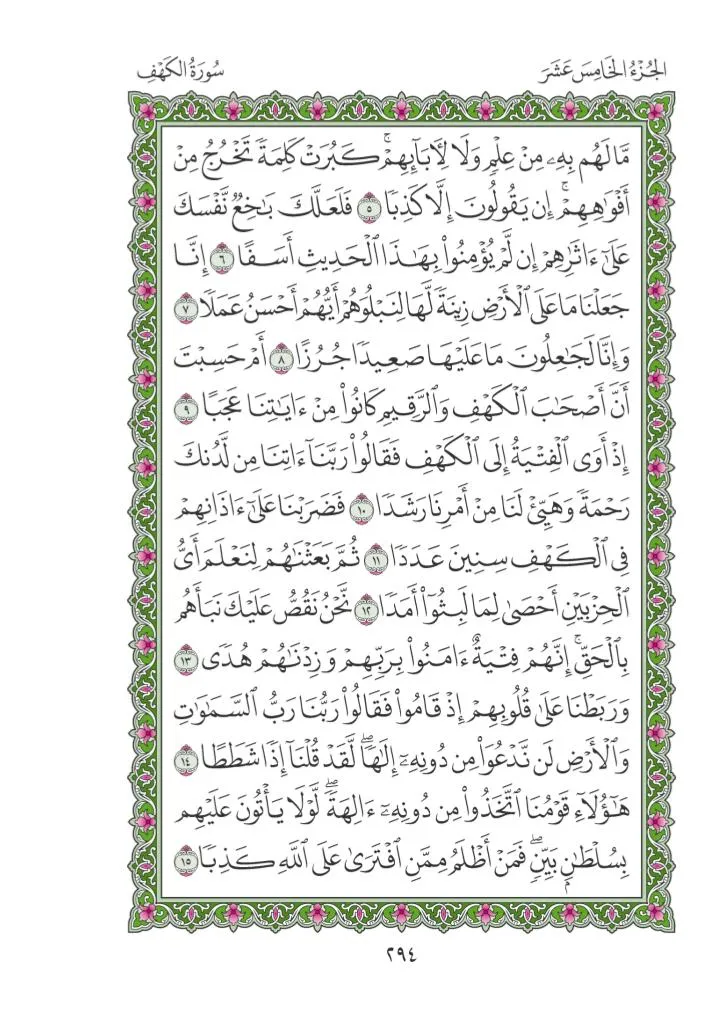 الجُزْءُ الخَامِسَ عَشَرَ
سُورَةُ الكَهْفِ
مَّا لَهُم بِهِۦ مِنْ عِلْمٍ وَلَا لِأٓبَآئِهِمْۚ كَبُرَتْ كَلِمَةً تَخْرُجُ مِنْ
أَفْوَٰهِهِمْۚ إِن يَقُولُونَ إِلَّا كَذِبًا ٥ فَلَعَلَّكَ بَٰخِعٌ نَّفْسَكَ
عَلَىٰٓ ءَاثَٰرِهِمْ إِن لَّمْ يُؤْمِنُوا۟ بِهَٰذَا ٱلْحَدِيثِ أَسَفًا ٦ إِنَّا
جَعَلْنَا مَا عَلَى ٱلْأَرْضِ زِينَةً لَّهَا لِنَبْلُوَهُمْ أَيُّهُمْ أَحْسَنُ عَمَلًا ٧
وَإِنَّا لَجَٰعِلُونَ مَا عَلَيْهَا صَعِيدًا جُرُزًا ٨ أَمْ حَسِبْتَ
أَنَّ أَصْحَٰبَ ٱلْكَهْفِ وَٱلرَّقِيمِ كَانُوا۟ مِنْ ءَايَٰتِنَا عَجَبًا ٩
إِذْ أَوَى ٱلْفِتْيَةُ إِلَى ٱلْكَهْفِ فَقَالُوا۟ رَبَّنَآ ءَاتِنَا مِن لَّدُنكَ
رَحْمَةً وَهَيِّئْ لَنَا مِنْ أَمْرِنَا رَشَدًا ١٠ فَضَرَبْنَا عَلَىٰٓ ءَاذَانِهِمْ
فِى ٱلْكَهْفِ سِنِينَ عَدَدًا ١١ ثُمَّ بَعَثْنَٰهُمْ لِنَعْلَمَ أَىُّ
ٱلْحِزْبَيْنِ أَحْصَىٰ لِمَا لَبِثُوٓا۟ أَمَدًا ١٢ نَّحْنُ نَقُصُّ عَلَيْكَ نَبَأَهُم
بِٱلْحَقِّۚ إِنَّهُمْ فِتْيَةٌ ءَامَنُوا۟ بِرَبِّهِمْ وَزِدْنَٰهُمْ هُدًى ١٣
وَرَبَطْنَا عَلَىٰ قُلُوبِهِمْ إِذْ قَامُوا۟ فَقَالُوا۟ رَبُّنَا رَبُّ ٱلسَّمَٰوَٰتِ
وَٱلْأَرْضِ لَن نَّدْعُوَا۟ مِن دُونِهِۦٓ إِلَٰهًاۖ لَّقَدْ قُلْنَآ إِذًا شَطَطًا ١٤
هَٰٓؤُلَآءِ قَوْمُنَا ٱتَّخَذُوا۟ مِن دُونِهِۦٓ ءَالِهَةًۖ لَّوْلَا يَأْتُونَ عَلَيْهِم
بِسُلْطَٰنٍۭ بَيِّنٍۖ فَمَنْ أَظْلَمُ مِمَّنِ ٱفْتَرَىٰ عَلَى ٱللَّهِ كَذِبًا ١٥
٢٩٤